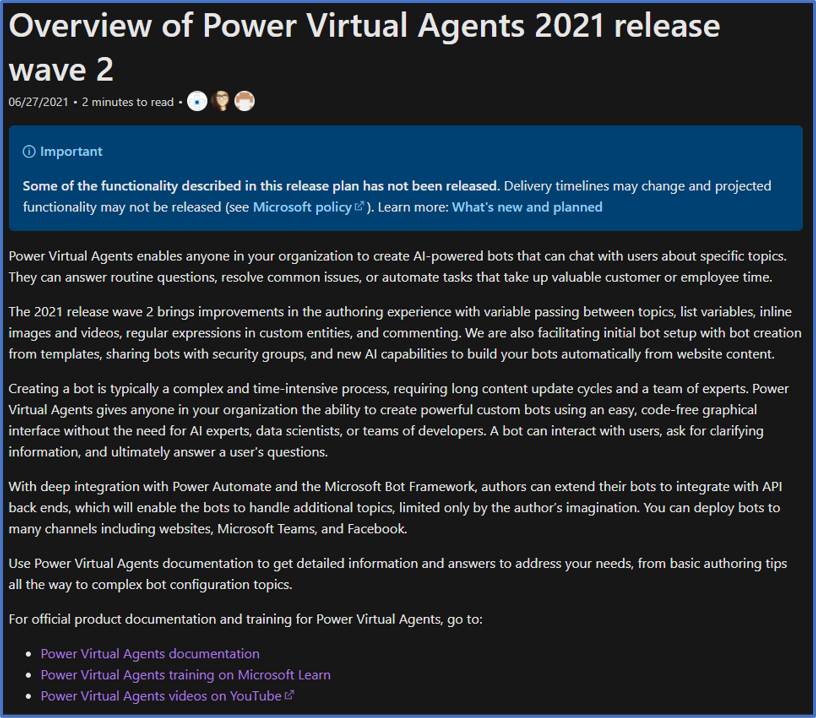 Overview of Power Virtual Agents 2021 release
wave 2
06/27/2021 • 2 minutes to read •
Important
Some of the functionality described in this release plan has not been released. Delivery timelines may change and projected
functionality may not be released (see Microsoft policy). Learn more: What's new and planned
Power Virtual Agents enables anyone in your organization to create AI-powered bots that can chat with users about specific topics.
They can answer routine questions, resolve common issues, or automate tasks that take up valuable customer or employee time.
The 2021 release wave 2 brings improvements in the authoring experience with variable passing between topics, list variables, inline
images and videos, regular expressions in custom entities, and commenting. We are also facilitating initial bot setup with bot creation
from templates, sharing bots with security groups, and new AI capabilities to build your bots automatically from website content.
Creating a bot is typically a complex and time-intensive process, requiring long content update cycles and a team of experts. Power
Virtual Agents gives anyone in your organization the ability to create powerful custom bots using an easy, code-free graphical
interface without the need for AI experts, data scientists, or teams of developers. A bot can interact with users, ask for clarifying
information, and ultimately answer a user's questions.
With deep integration with Power Automate and the Microsoft Bot Framework, authors can extend their bots to integrate with API
back ends, which will enable the bots to handle additional topics, limited only by the author's imagination. You can deploy bots to
many channels including websites, Microsoft Teams, and Facebook.
Use Power Virtual Agents documentation to get detailed information and answers to address your needs, from basic authoring tips
all the way to complex bot configuration topics.
For official product documentation and training for Power Virtual Agents, go to:
• Power Virtual Agents documentation
• Power Virtual Agents training on Microsoft Learn
• Power Virtual Agents videos on YouTube